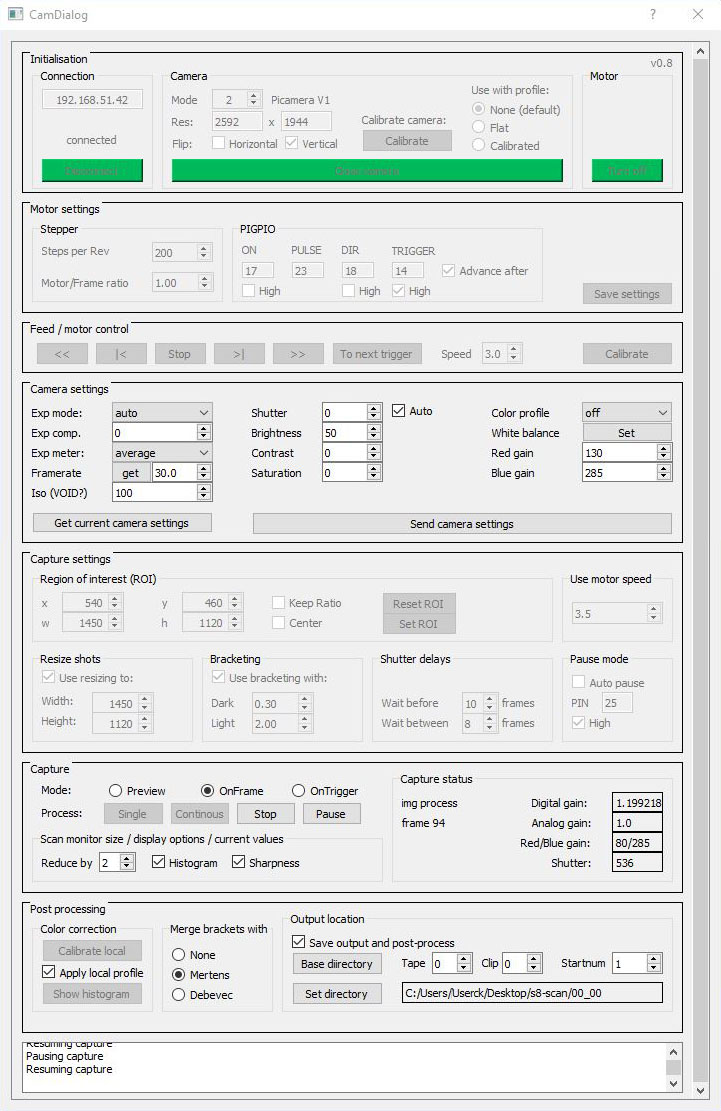 CamDialog
Initialisation
v0.8
Connection
192.168.51.42
connected
Disconnect
Camera
Mode 2 Picamera V1
Res: 2592 x 1944
Flip: Horizontal Vertical
Calibrate camera:
Calibrate
Use with profile:
None (default)
Flat
Calibrated
Close camera
Motor
Turn off
Motor settings
Stepper
Steps per Rev 200
Motor/Frame ratio 1.00
PIGPIO
ON PULSE DIR TRIGGER
17 23 18 14 Advance after
High High High
Save settings
Feed / motor control
<< |< Stop >| >> To next trigger Speed 3.0 Calibrate
Camera settings
Exp mode: auto Shutter 0 Auto Color profile off
Exp comp. 0 Brightness 50 White balance Set
Exp meter: average Contrast 0 Red gain 130
Framerate get 30.0 Saturation 0 Blue gain 285
Iso (VOID?) 100
Get current camera settings Send camera settings
Capture settings
Region of interest (ROI)
x 540 y 460 Keep Ratio Reset ROI
w 1450 h 1120 Center Set ROI
Use motor speed
3.5
Resize shots
Use resizing to:
Width: 1450
Height: 1120
Bracketing
Use bracketing with:
Dark 0.30
Light 2.00
Shutter delays
Wait before 10 frames
Wait between 8 frames
Pause mode
Auto pause
PIN 25
High
Capture
Mode: Preview OnFrame OnTrigger
Process: Single Continous Stop Pause
Scan monitor size / display options / current values
Reduce by 2 Histogram Sharpness
Capture status
img process Digital gain: 1.199218
frame 94 Analog gain: 1.0
Red/Blue gain: 80/285
Shutter: 536
Post processing
Color correction
Calibrate local
Apply local profile
Show histogram
Merge brackets with
None
Mertens
Debevec
Output location
Save output and post-process
Base diirectory Tape 0 Clip 0 Startnum 1
Set directory C:/Users/Userck/Desktop/s8-scan/00_00
Resuming capture
Pausing capture
Resuming capture